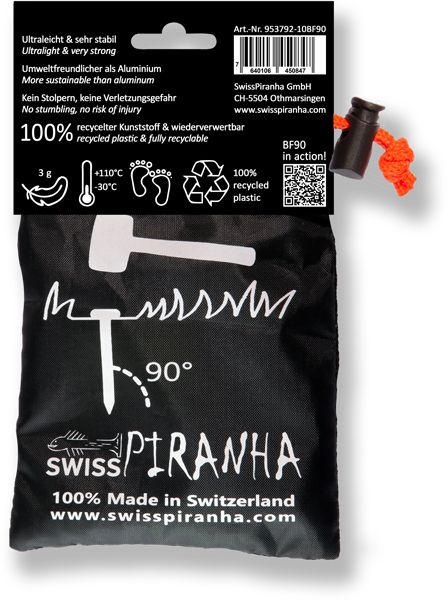 Art.-Nr. 953792-10BF90
Ultraleicht & sehr stabil
Ultralight & very strong
Umweltfreundlicher als Aluminium
More sustainable than aluminum
Kein Stolpern, keine Verletzungsgefahr
No stumbling, no risk of injury
7 640106 450847
SwissPiranha GmbH
CH-5504 Othmarsingen
www.swisspiranha.com
100% recycelter Kunststoff & wiederverwertbar
recycled plastic & fully recyclable
BF90
in action!
3 g
+110°C
-30°C
100%
recycled
plastic
90°
SWISSPIRANHA
100% Made in Switzerland
www.swisspiranha.com